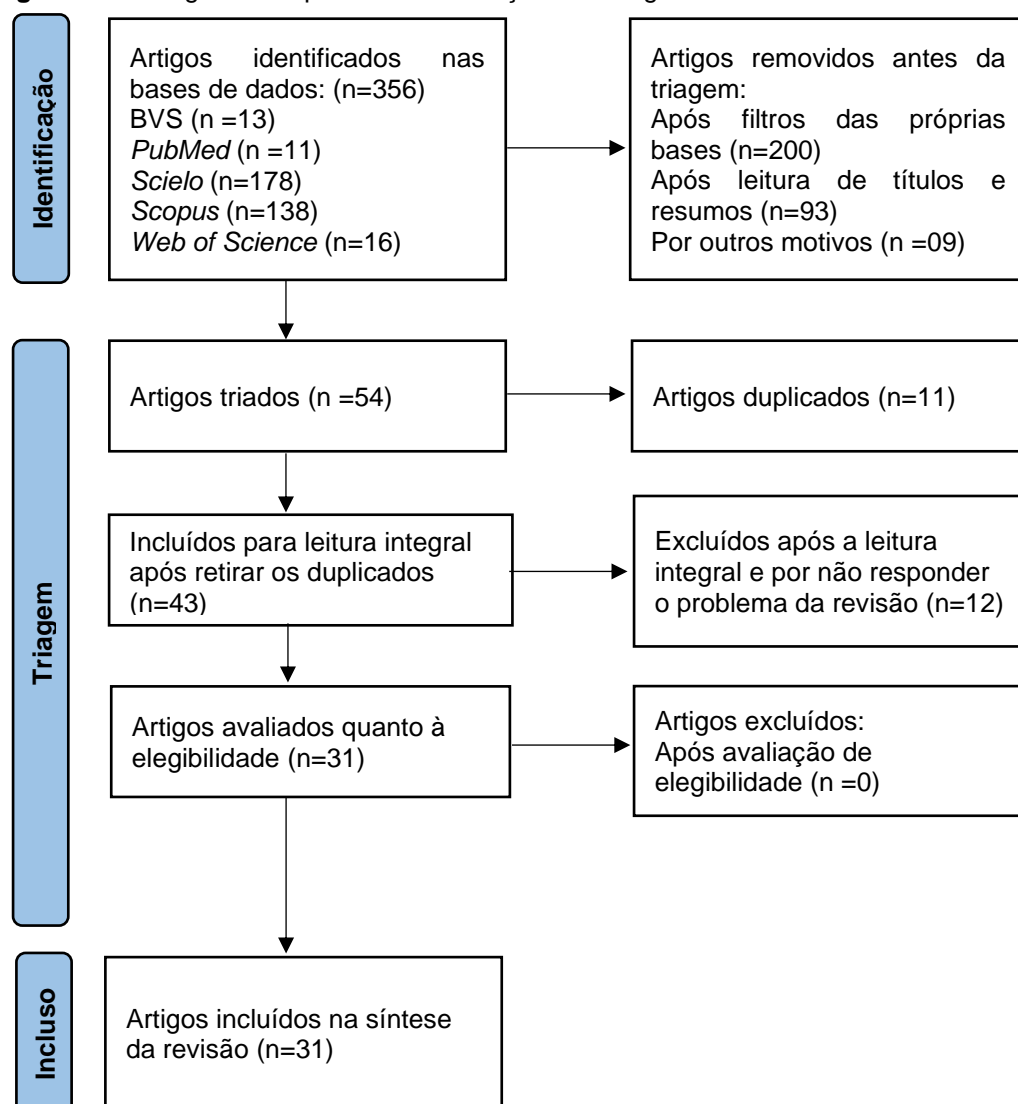 Identificação
Artigos identificados nas
bases de dados: (n=356)
BVS (n =13)
PubMed (n =11)
Scielo (n=178)
Scopus (n=138)
Web of Science (n=16)
Artigos removidos antes da
triagem:
Após filtros das próprias
bases (n=200)
Após leitura de títulos e
resumos (n=93)
Por outros motivos (n =09)
Triagem
Artigos triados (n =54)
Artigos duplicados (n=11)
Incluídos para leitura integral
após retirar os duplicados
(n=43)
Excluídos após a leitura
integral e por não responder
o problema da revisão (n=12)
Artigos avaliados quanto à
elegibilidade (n=31)
Artigos excluídos:
Após avaliação de
elegibilidade (n =0)
Incluso
Artigos incluídos na síntese
da revisão (n=31)